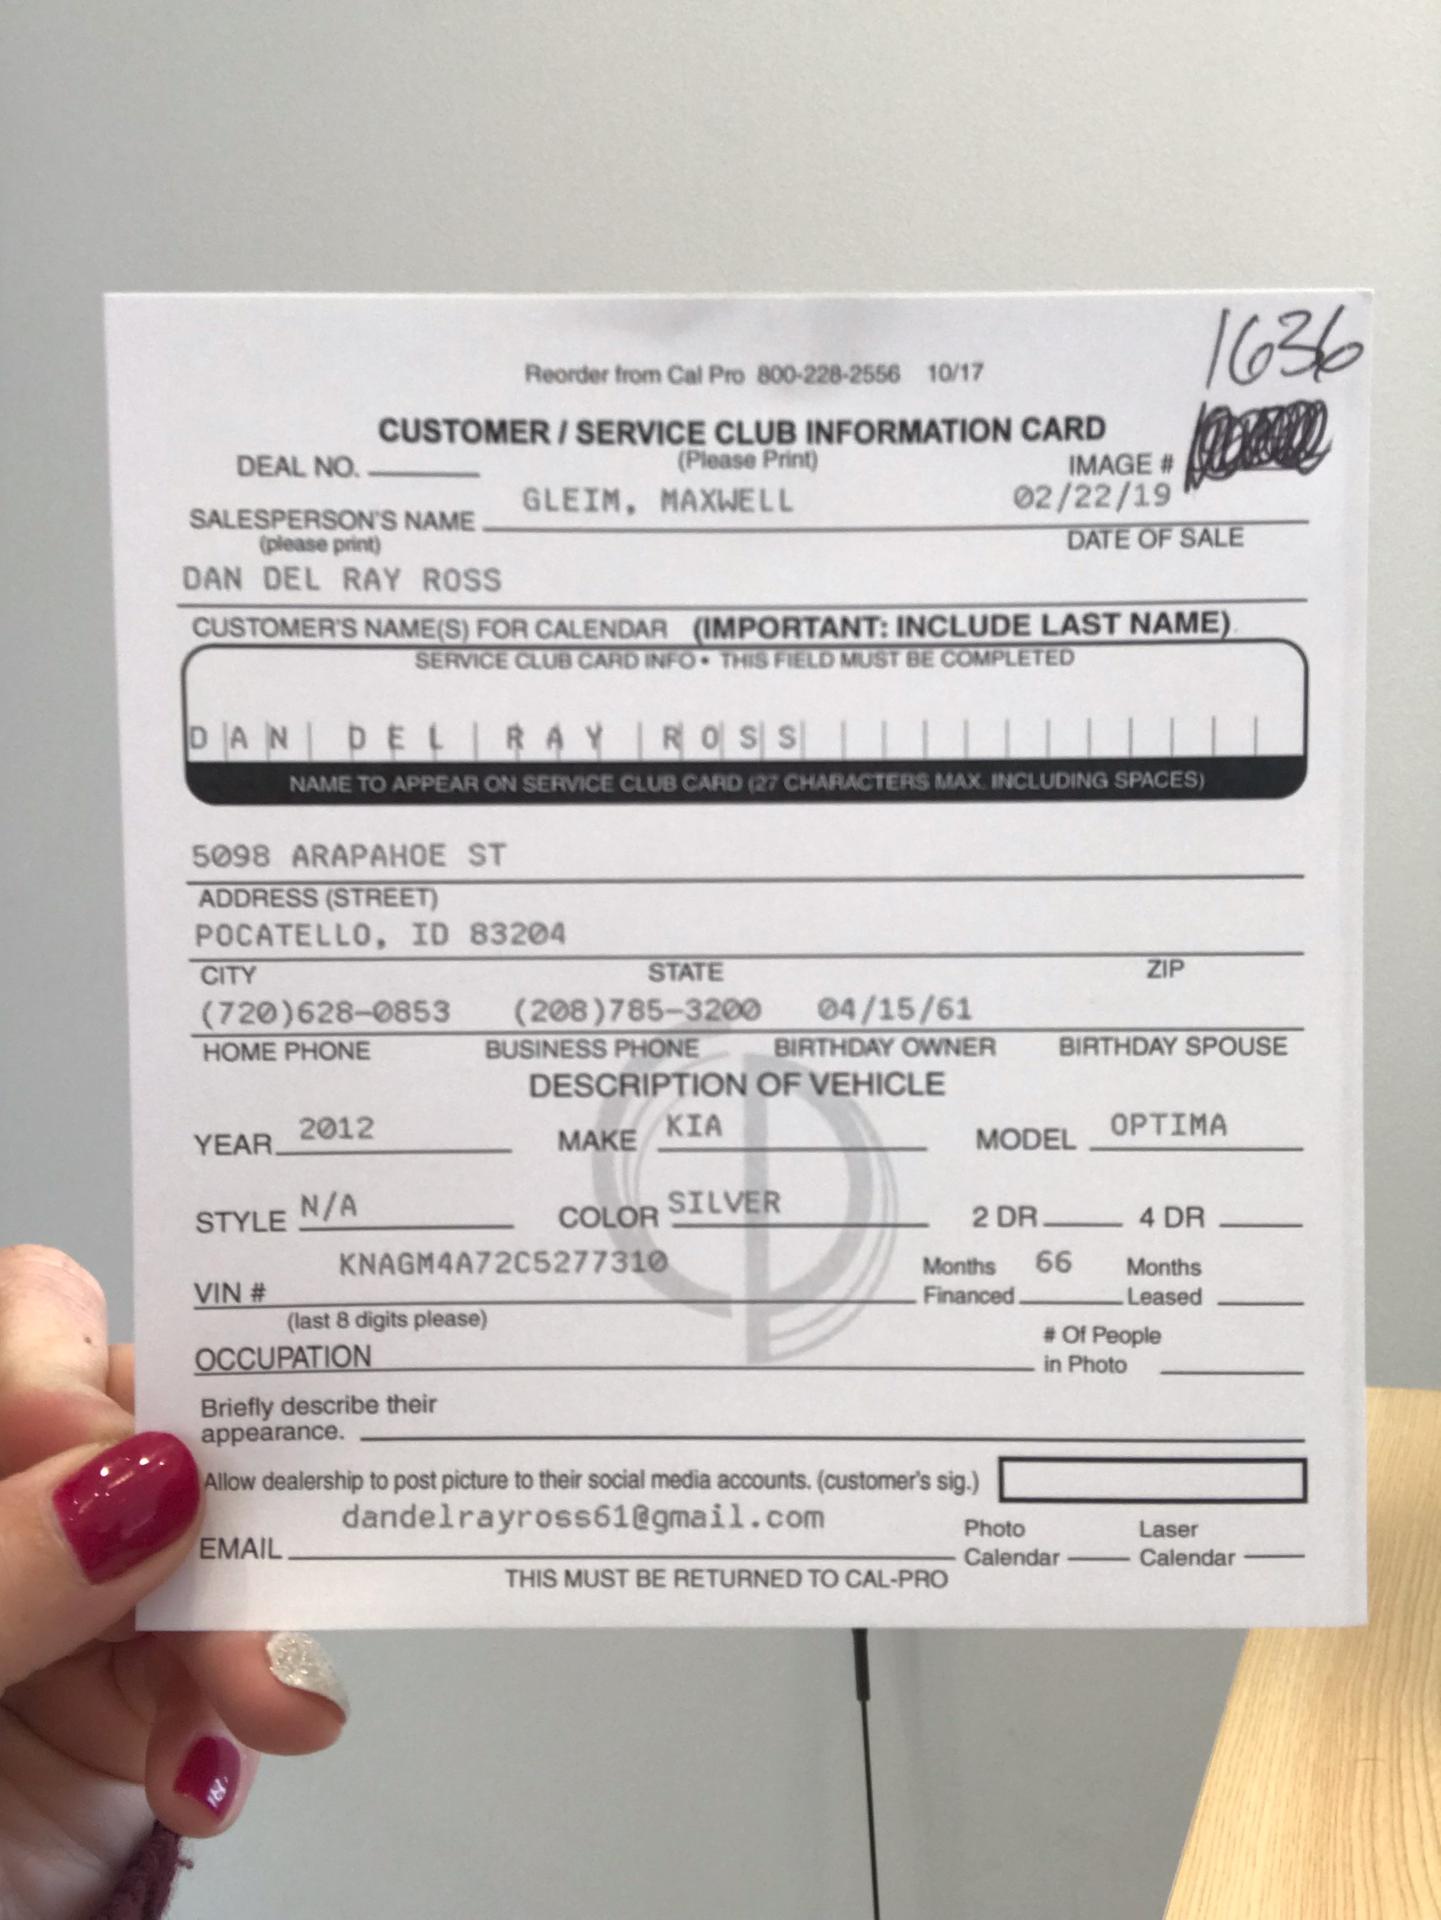 1636
Reorder from Cal Pro 800-228-2556 10/17
CUSTOMER / SERVICE CLUB INFORMATION CARD
DEAL NO. (Please Print) IMAGE #
GLEIM, MAXWELL 02/22/19
SALESPERSON'S NAME DATE OF SALE
(please print)
DAN DEL RAY ROSS
CUSTOMER'S NAME(S) FOR CALENDAR (IMPORTANT: INCLUDE LAST NAME)
SERVICE CLUB CARD INFO • THIS FIELD MUST BE COMPLETED
DAN DEL RAY ROSS
NAME TO APPEAR ON SERVICE CLUB CARD (27 CHARACTERS MAX. INCLUDING SPACES)
5098 ARAPAHOE ST
ADDRESS (STREET)
POCATELLO, ID 83204
CITY STATE ZIP
(720)628-0853 (208)785-3200 04/15/61
HOME PHONE BUSINESS PHONE BIRTHDAY OWNER BIRTHDAY SPOUSE
DESCRIPTION OF VEHICLE
YEAR 2012 MAKE KIA MODEL OPTIMA
STYLE N/A COLOR SILVER 2 DR 4 DR
KNAGM4A72C5277310 Months 66 Months
VIN # Financed Leased
(last 8 digits please)
# Of People
OCCUPATION in Photo
Briefly describe their
appearance.
Allow dealership to post picture to their social media accounts. (customer's sig.)
dandelrayross61@gmail.com Photo Laser
EMAIL Calendar Calendar
THIS MUST BE RETURNED TO CAL-PRO